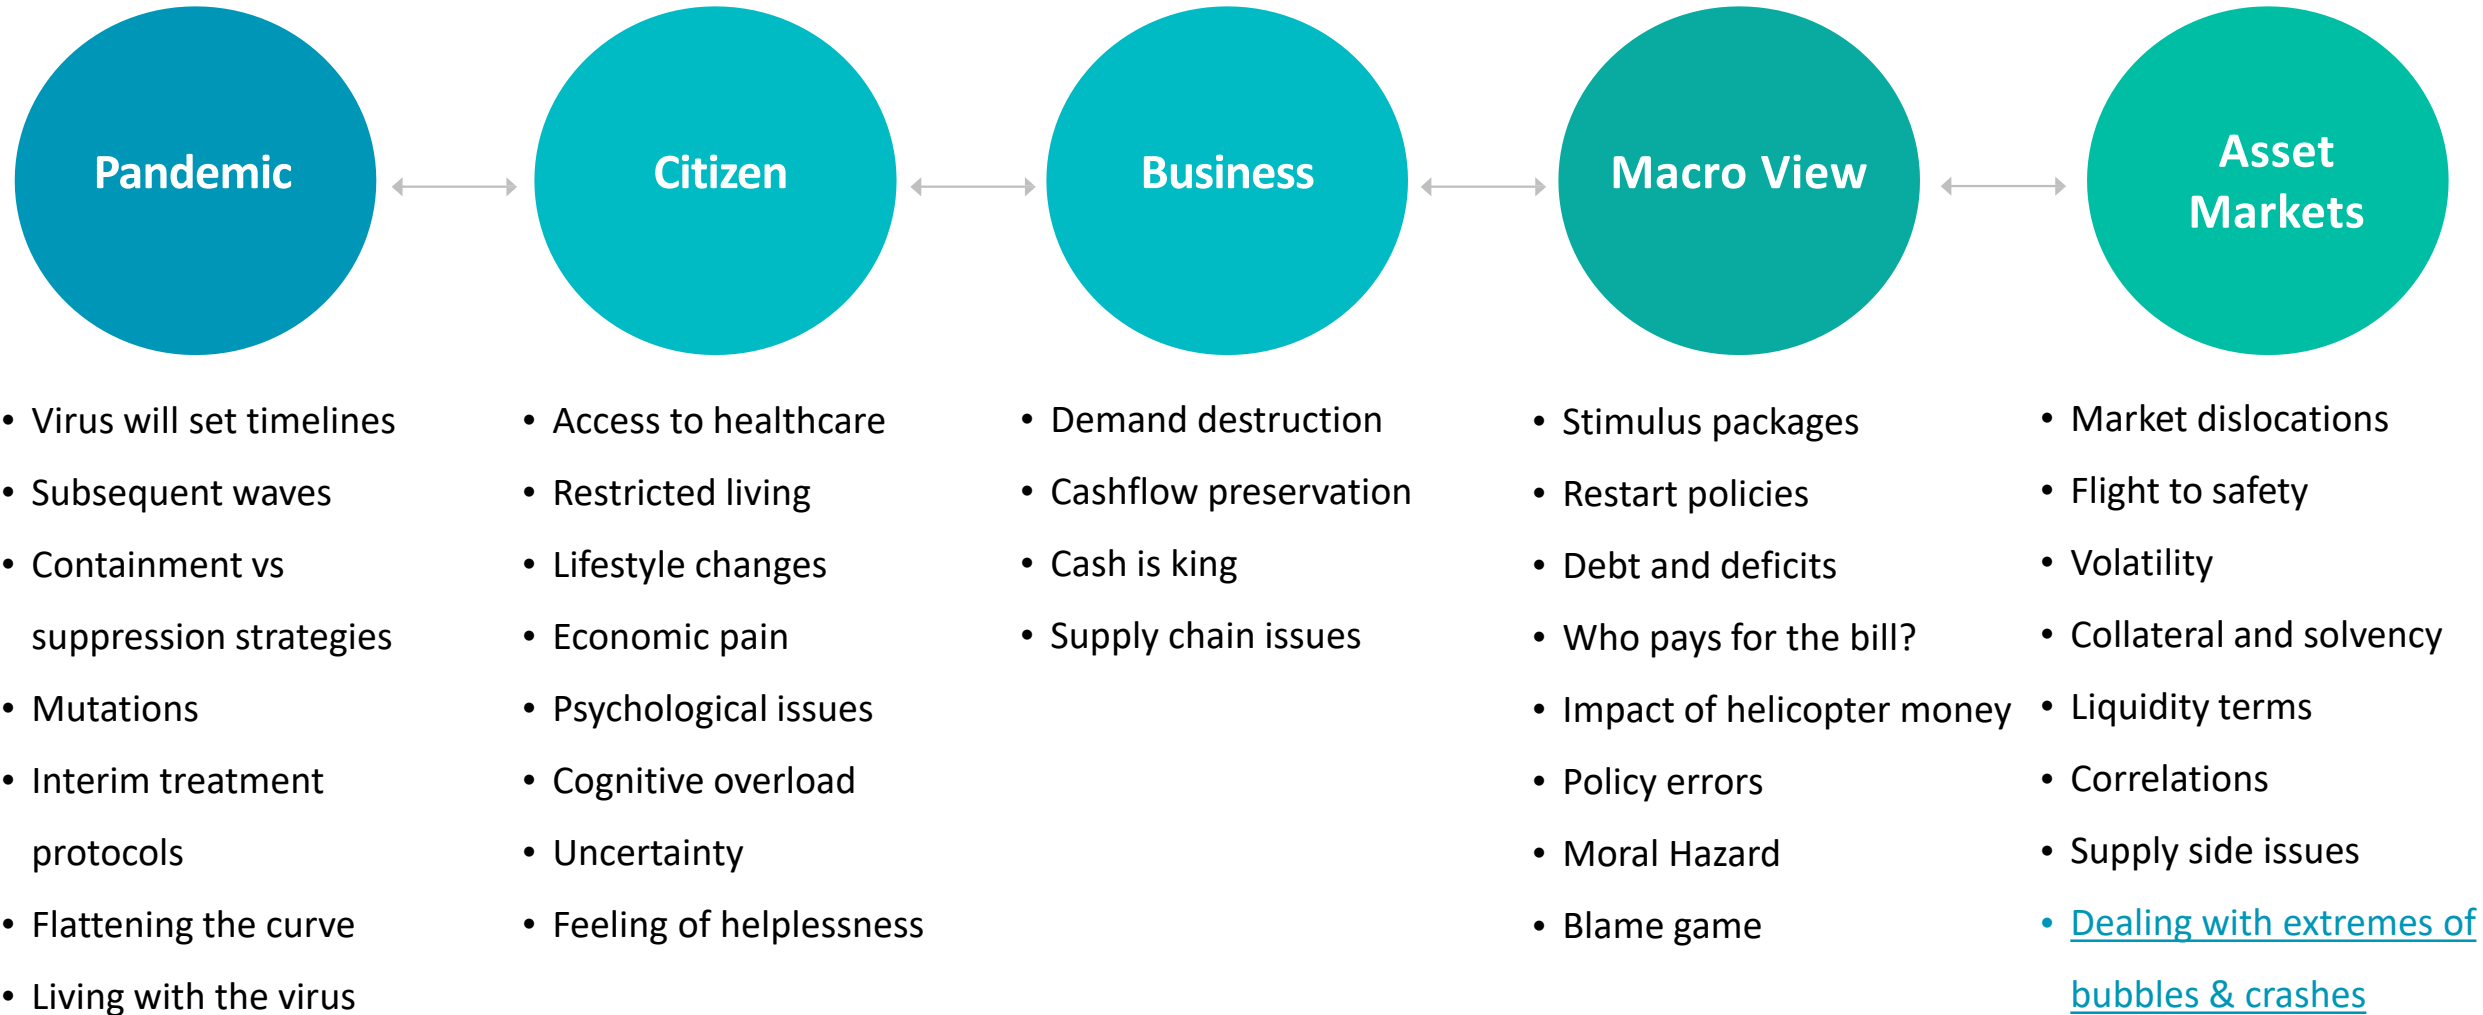 Pandemic
• Virus will set timelines
• Subsequent waves
• Containment vs
suppression strategies
• Mutations
• Interim treatment
protocols
• Flattening the curve
• Living with the virus
Citizen
• Access to healthcare
• Restricted living
• Lifestyle changes
• Economic pain
• Psychological issues
• Cognitive overload
• Uncertainty
• Feeling of helplessness
Business
• Demand destruction
• Cashflow preservation
• Cash is king
• Supply chain issues
Macro View
• Stimulus packages
• Restart policies
• Debt and deficits
• Who pays for the bill?
• Impact of helicopter money
• Policy errors
• Moral Hazard
• Blame game
Asset
Markets
• Market dislocations
• Flight to safety
• Volatility
• Collateral and solvency
• Liquidity terms
• Correlations
• Supply side issues
• Dealing with extremes of
bubbles & crashes